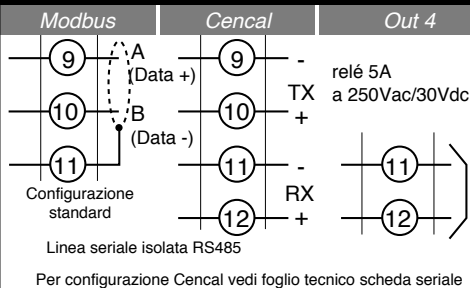 Modbus
Cencal
Out 4
9
A
(Data +)
10
B
(Data -)
11
Configurazione
standard
9
-
TX
10
+
11
-
RX
12
+
relé 5A
a 250Vac/30Vdc
11
12
Linea seriale isolata RS485
Per configurazione Cencal vedi foglio tecnico scheda seriale